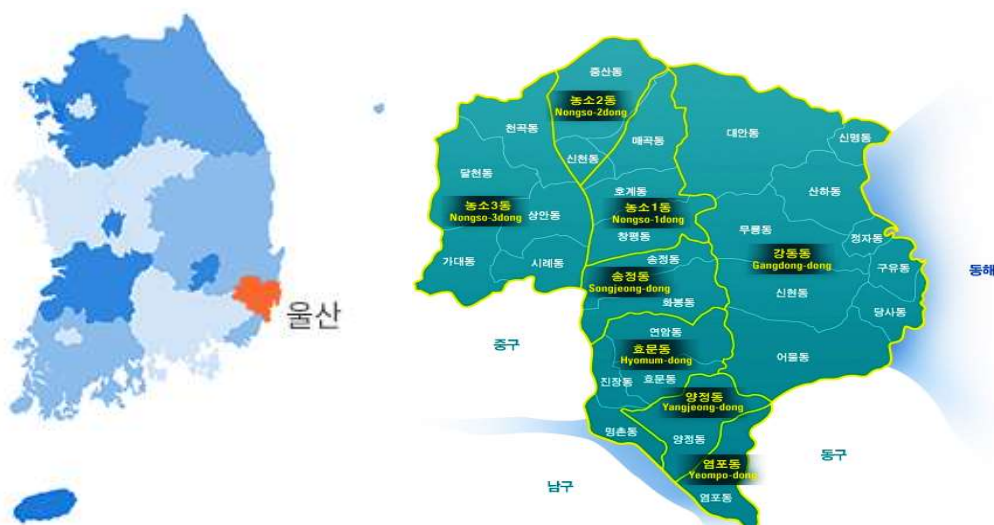 울산
중산동
농소2동
Nongso-2dong
천곡동
매곡동
대안동
신명동
신천동
달천동
호계동
산하동
농소3동
Nongso-3dong
상안동
농소1동
Nongso-1dong
무룡동
정자동
창평동
강동동
Gangdong-dong
가대동
시례동
송정동
구유동
동해
송정동
Songjeong-dong
신현동
화봉동
당사동
중구
연암동
효문동
Hyomum-dong
어물동
진장동
효문동
양정동
Yangjeong-dong
명촌동
양정동
동구
염포동
Yeompo-dong
남구
염포동